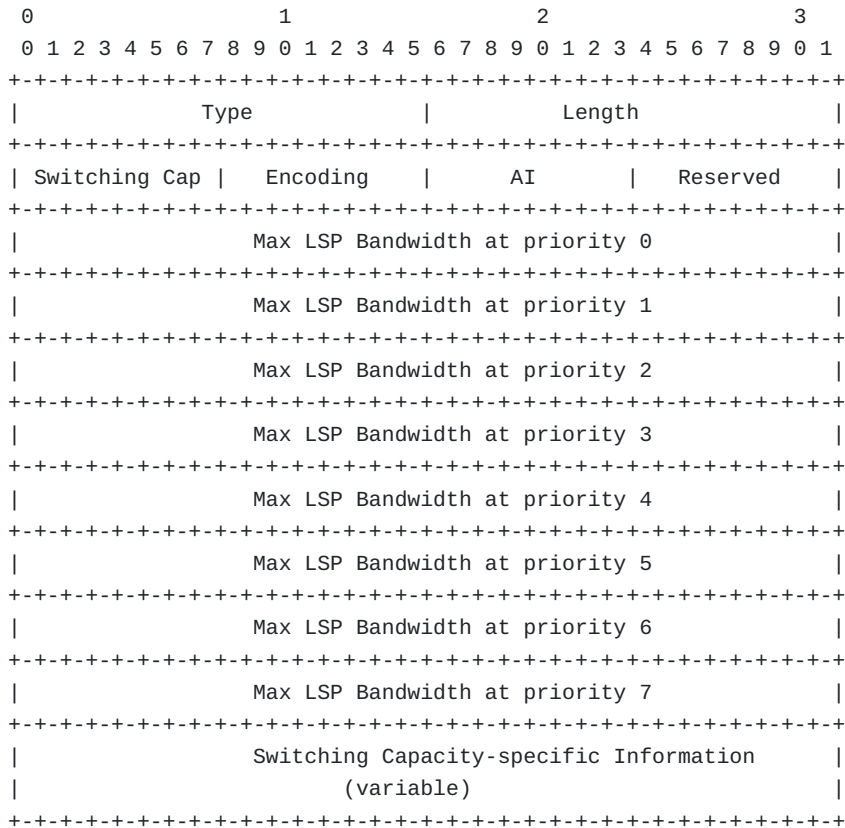 0                   1                   2                   3
 0 1 2 3 4 5 6 7 8 9 0 1 2 3 4 5 6 7 8 9 0 1 2 3 4 5 6 7 8 9 0 1
+-+-+-+-+-+-+-+-+-+-+-+-+-+-+-+-+-+-+-+-+-+-+-+-+-+-+-+-+-+-+-+-+
|              Type             |          Length               |
+-+-+-+-+-+-+-+-+-+-+-+-+-+-+-+-+-+-+-+-+-+-+-+-+-+-+-+-+-+-+-+-+
| Switching Cap |   Encoding    |      AI       |   Reserved    |
+-+-+-+-+-+-+-+-+-+-+-+-+-+-+-+-+-+-+-+-+-+-+-+-+-+-+-+-+-+-+-+-+
|                  Max LSP Bandwidth at priority 0              |
+-+-+-+-+-+-+-+-+-+-+-+-+-+-+-+-+-+-+-+-+-+-+-+-+-+-+-+-+-+-+-+-+
|                  Max LSP Bandwidth at priority 1              |
+-+-+-+-+-+-+-+-+-+-+-+-+-+-+-+-+-+-+-+-+-+-+-+-+-+-+-+-+-+-+-+-+
|                  Max LSP Bandwidth at priority 2              |
+-+-+-+-+-+-+-+-+-+-+-+-+-+-+-+-+-+-+-+-+-+-+-+-+-+-+-+-+-+-+-+-+
|                  Max LSP Bandwidth at priority 3              |
+-+-+-+-+-+-+-+-+-+-+-+-+-+-+-+-+-+-+-+-+-+-+-+-+-+-+-+-+-+-+-+-+
|                  Max LSP Bandwidth at priority 4              |
+-+-+-+-+-+-+-+-+-+-+-+-+-+-+-+-+-+-+-+-+-+-+-+-+-+-+-+-+-+-+-+-+
|                  Max LSP Bandwidth at priority 5              |
+-+-+-+-+-+-+-+-+-+-+-+-+-+-+-+-+-+-+-+-+-+-+-+-+-+-+-+-+-+-+-+-+
|                  Max LSP Bandwidth at priority 6              |
+-+-+-+-+-+-+-+-+-+-+-+-+-+-+-+-+-+-+-+-+-+-+-+-+-+-+-+-+-+-+-+-+
|                  Max LSP Bandwidth at priority 7              |
+-+-+-+-+-+-+-+-+-+-+-+-+-+-+-+-+-+-+-+-+-+-+-+-+-+-+-+-+-+-+-+-+
|                  Switching Capacity-specific Information      |
|                         (variable)                            |
+-+-+-+-+-+-+-+-+-+-+-+-+-+-+-+-+-+-+-+-+-+-+-+-+-+-+-+-+-+-+-+-+